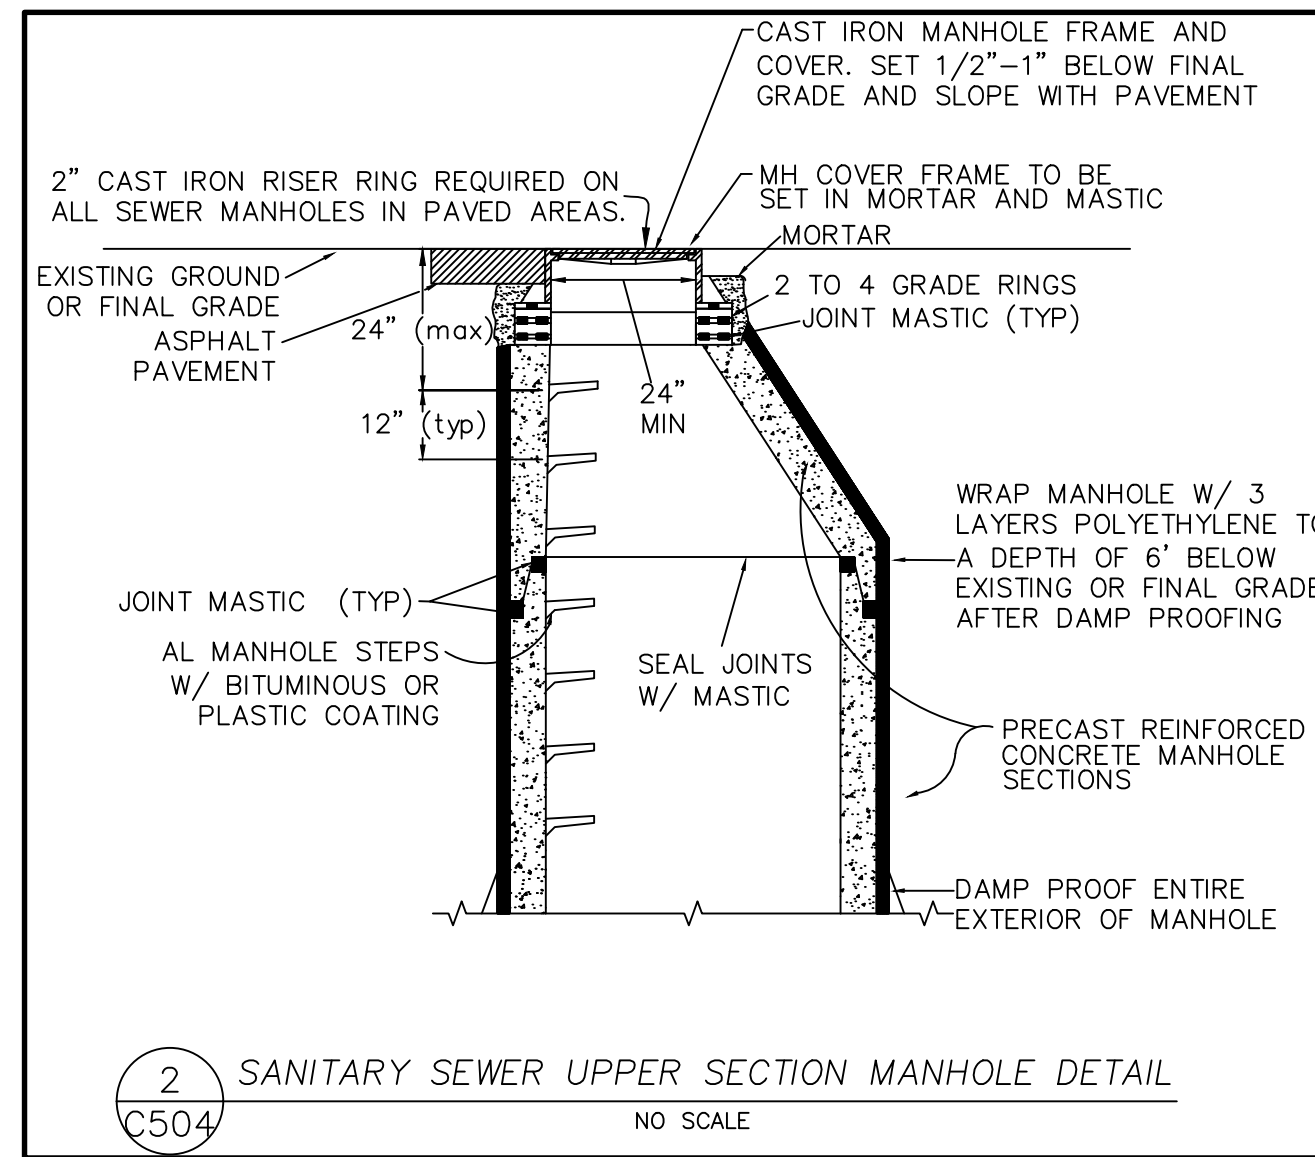 CAST IRON MANHOLE FRAME AND
COVER. SET 1/2"-1" BELOW FINAL
GRADE AND SLOPE WITH PAVEMENT
2" CAST IRON RISER RING REQUIRED ON
ALL SEWER MANHOLES IN PAVED AREAS.
MH COVER FRAME TO BE
SET IN MORTAR AND MASTIC
MORTAR
EXISTING GROUND
OR FINAL GRADE
2 TO 4 GRADE RINGS
JOINT MASTIC (TYP)
ASPHALT
PAVEMENT
24" (max)
24"
MIN
12" (typ)
WRAP MANHOLE W/ 3
LAYERS POLYETHYLENE TO
A DEPTH OF 6' BELOW
EXISTING OR FINAL GRADE
AFTER DAMP PROOFING
JOINT MASTIC (TYP)
AL MANHOLE STEPS
W/ BITUMINOUS OR
PLASTIC COATING
SEAL JOINTS
W/ MASTIC
PRECAST REINFORCED
CONCRETE MANHOLE
SECTIONS
DAMP PROOF ENTIRE
EXTERIOR OF MANHOLE
2
C504
SANITARY SEWER UPPER SECTION MANHOLE DETAIL
NO SCALE